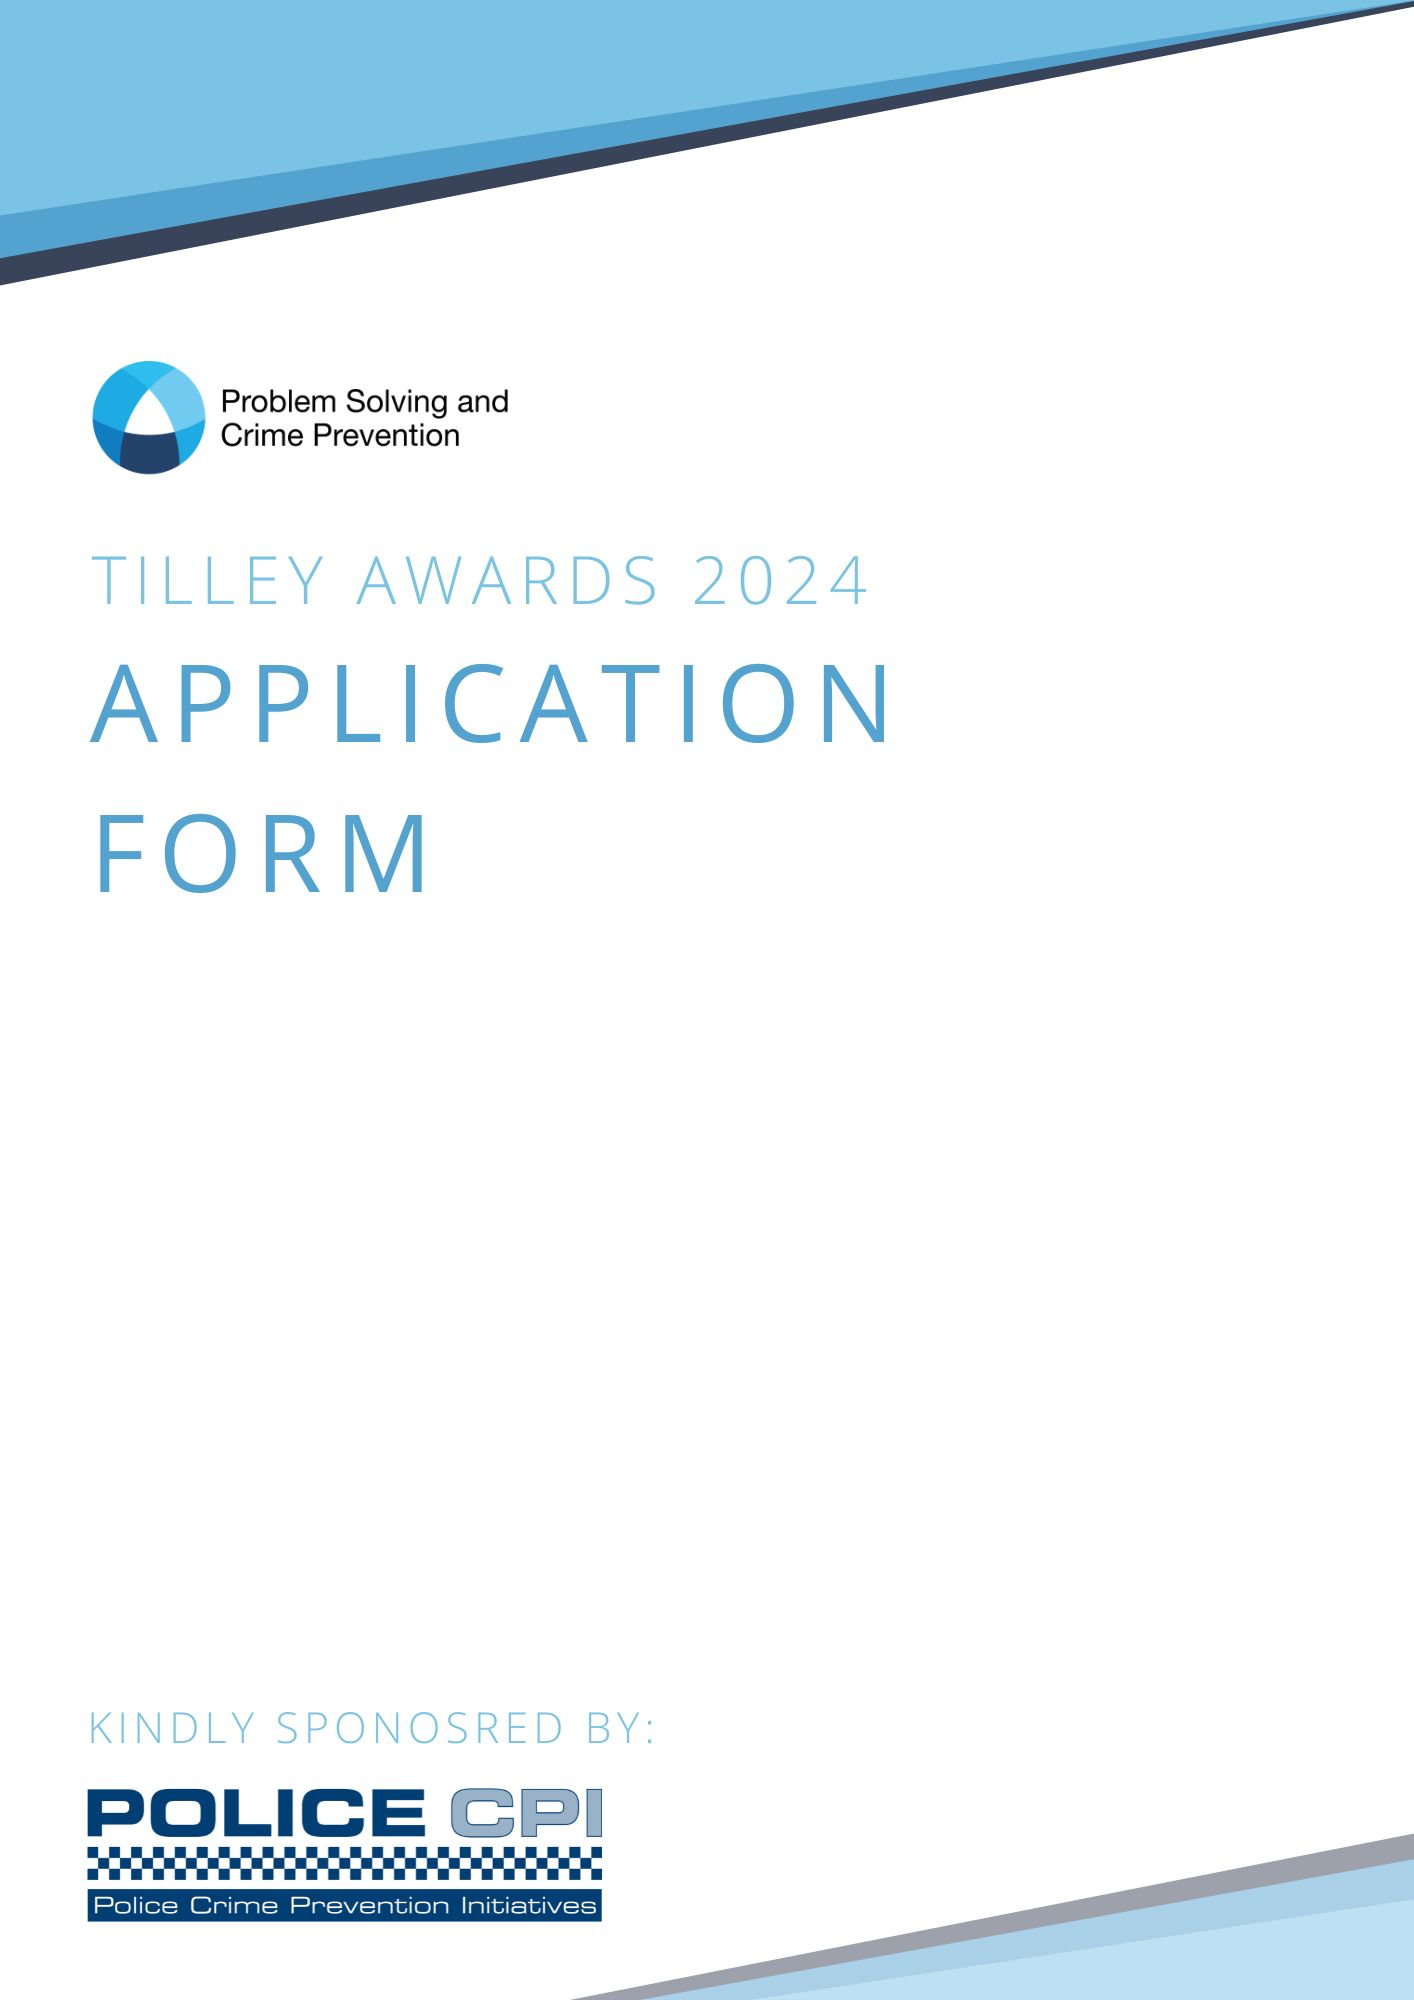 Problem Solving and
Crime Prevention
TILLEY AWARDS 2024
APPLICATION
FORM
KINDLY SPONOSRED BY:
POLICE CPI
Police Crime Prevention Initiatives